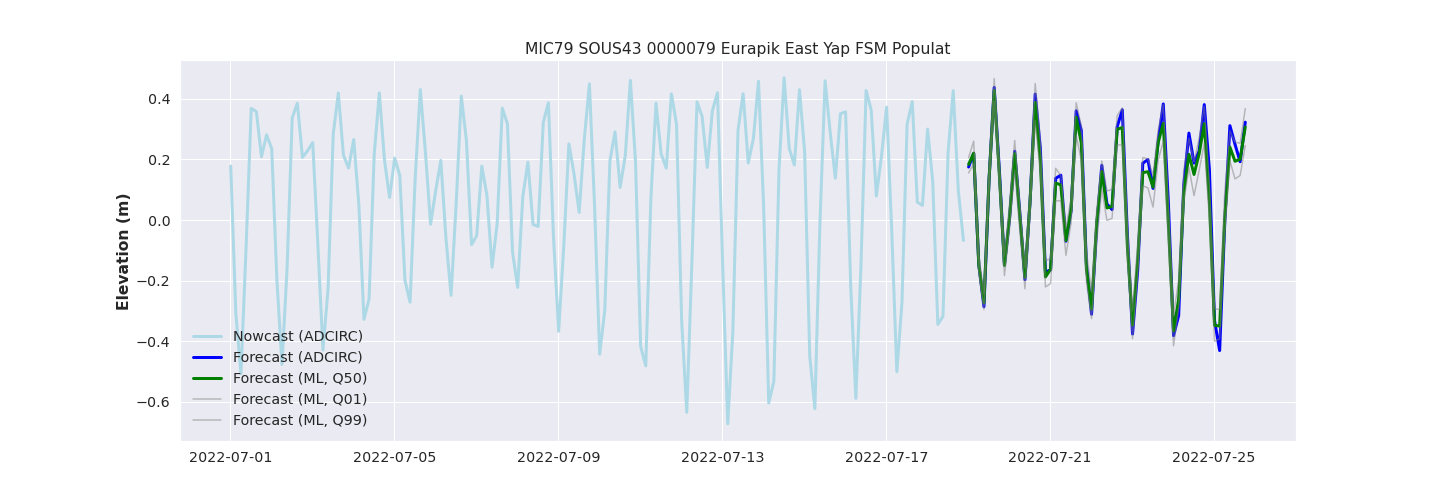 MIC79 SOUS43 0000079 Eurapik East Yap FSM Populat
Elevation (m)
0.4
0.2
0.0
−0.2
−0.4
−0.6
Nowcast (ADCIRC)
Forecast (ADCIRC)
Forecast (ML, Q50)
Forecast (ML, Q01)
Forecast (ML, Q99)
2022-07-01 2022-07-05 2022-07-09 2022-07-13 2022-07-17 2022-07-21 2022-07-25